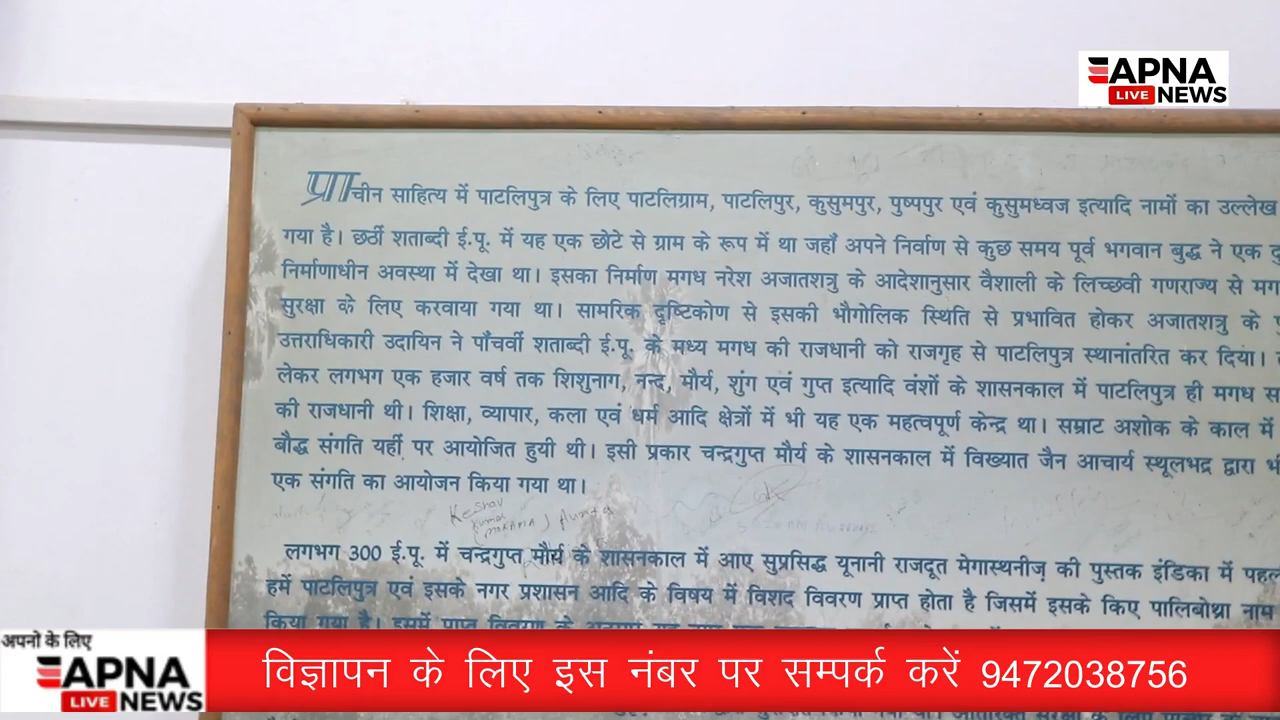 APNA
LIVE NEWS
प्राचीन साहित्य में पाटलिपुत्र के लिए पाटलिग्राम, पाटलिपुर, कुसुमपुर, पुष्पपुर एवं कुसुमध्वज इत्यादि नामों का उल्लेख
गया है। छठीं शताब्दी ई.पू. में यह एक छोटे से ग्राम के रूप में था जहाँ अपने निर्वाण से कुछ समय पूर्व भगवान बुद्ध ने एक
निर्माणाधीन अवस्था में देखा था। इसका निर्माण मगध नरेश अजातशत्रु के आदेशानुसार वैशाली के लिच्छवी गणराज्य से
सुरक्षा के लिए करवाया गया था। सामरिक दृष्टिकोण से इसकी भौगोलिक स्थिति से प्रभावित होकर अजातशत्रु के
उत्तराधिकारी उदायिन ने पाँचवीं शताब्दी ई.पू. के मध्य मगध की राजधानी को राजगृह से पाटलिपुत्र स्थानांतरित कर दिया।
लेकर लगभग एक हजार वर्ष तक शिशुनाग, नन्द, मौर्य, शुंग एवं गुप्त इत्यादि वंशों के शासनकाल में पाटलिपुत्र ही मगध
की राजधानी थी। शिक्षा, व्यापार, कला एवं धर्म आदि क्षेत्रों में भी यह एक महत्वपूर्ण केन्द्र था। सम्राट अशोक के काल में
बौद्ध संगति यहीं पर आयोजित हुयी थी। इसी प्रकार चन्द्रगुप्त मौर्य के शासनकाल में विख्यात जैन आचार्य स्थूलभद्र द्वारा
एक संगति का आयोजन किया गया था।
Keshav
Kumar
लगभग 300 ई.पू. में चन्द्रगुप्त मौर्य के शासनकाल में आए सुप्रसिद्ध यूनानी राजदूत मेगास्थनीज़ की पुस्तक इंडिका में
हमें पाटलिपुत्र एवं इसके नगर प्रशासन आदि के विषय में विशद विवरण प्राप्त होता है जिसमें इसके किए पालिबोथ्रा नाम
किया गया है। इसमें प्राप्त विवरण के
अपनों के लिए
APNA
LIVE NEWS
विज्ञापन के लिए इस नंबर पर सम्पर्क करें 9472038756